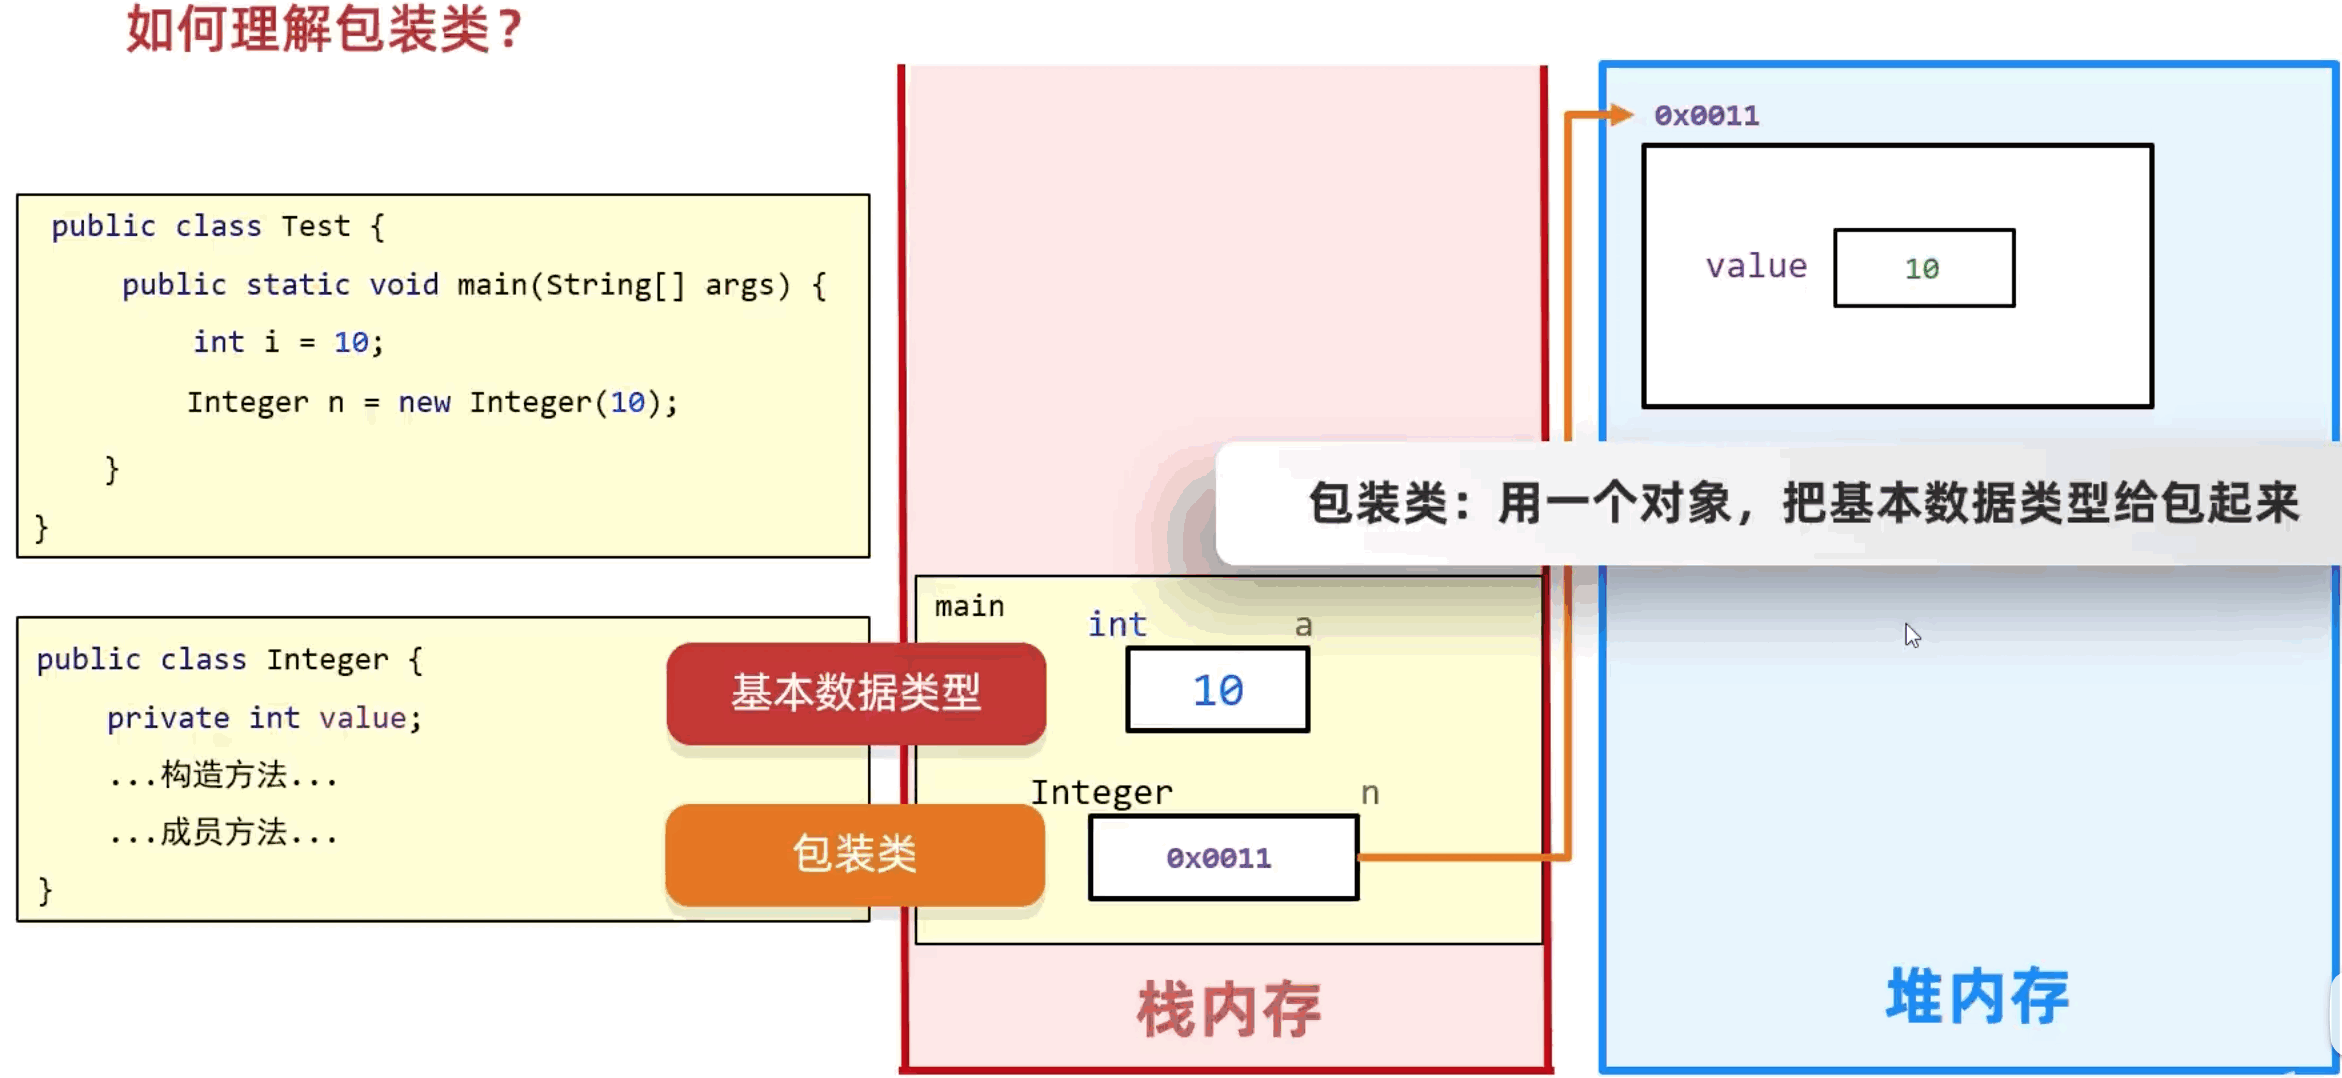 如何理解包装类？
public class Test {
public static void main(String[] args) {
int i = 10;
Integer n = new Integer(10);
}
}
public class Integer {
private int value;
...构造方法...
...成员方法...
}
基本数据类型
包装类
main
int a
10
Integer n
0x0011
栈内存
0x0011
value 10
包装类：用一个对象，把基本数据类型给包起来
堆内存